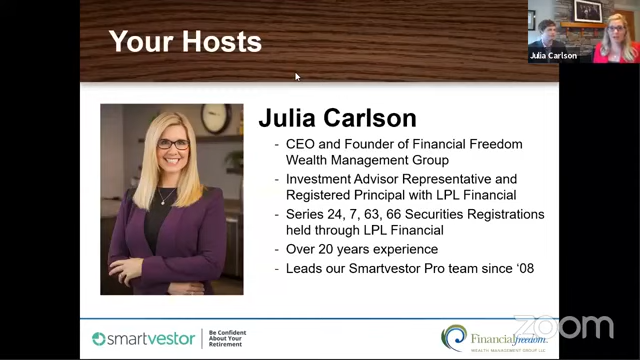 Your Hosts
Julia Carlson
Julia Carlson
- CEO and Founder of Financial Freedom
Wealth Management Group
- Investment Advisor Representative and
Registered Principal with LPL Financial
- Series 24, 7, 63, 66 Securities Registrations
held through LPL Financial
- Over 20 years experience
- Leads our Smartvestor Pro team since ‘08
smartvestor
Be Confident
About Your
Retirement
Financialfreedom
WEALTH MANAGEMENT GROUP LLC
zoom